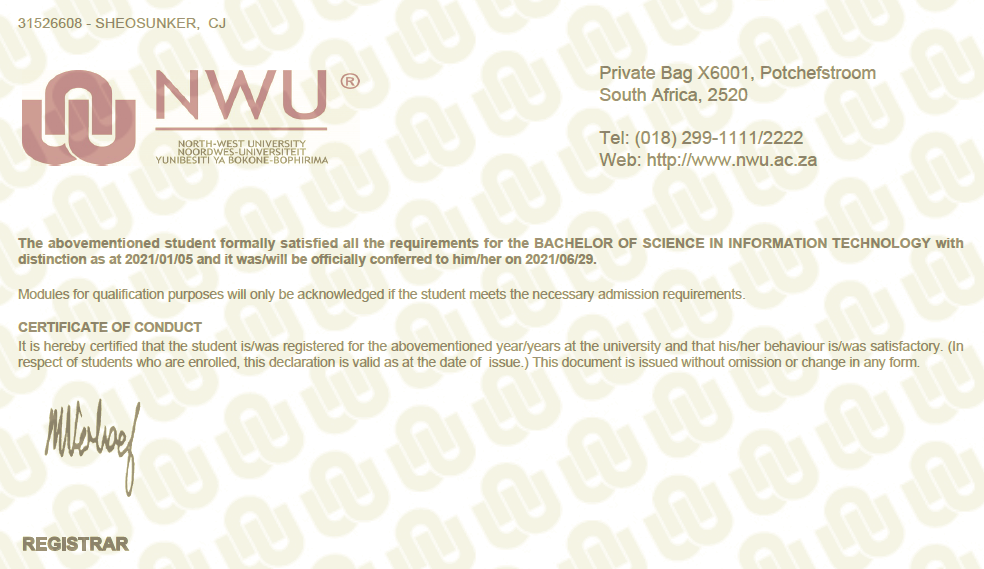 31526608 - SHEOSUNKER, CJ
NWU®
NORTH-WEST UNIVERSITY
NOORDWES-UNIVERSITEIT
YUNIBESITI YA BOKONE-BOPHIRIMA
Private Bag X6001, Potchefstroom
South Africa, 2520
Tel: (018) 299-1111/2222
Web: http://www.nwu.ac.za
The abovementioned student formally satisfied all the requirements for the BACHELOR OF SCIENCE IN INFORMATION TECHNOLOGY with
distinction as at 2021/01/05 and it was/will be officially conferred to him/her on 2021/06/29.
Modules for qualification purposes will only be acknowledged if the student meets the necessary admission requirements.
CERTIFICATE OF CONDUCT
It is hereby certified that the student is/was registered for the abovementioned year/years at the university and that his/her behaviour is/was satisfactory. (In
respect of students who are enrolled, this declaration is valid as at the date of issue.) This document is issued without omission or change in any form.
REGISTRAR